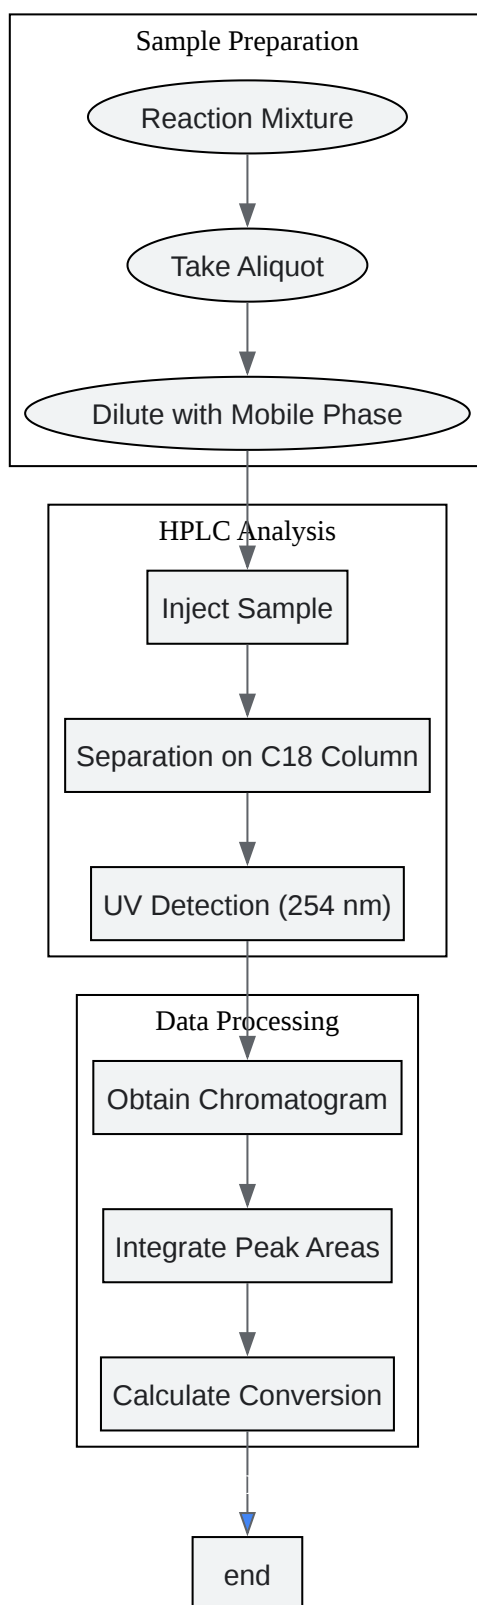 Sample Preparation
Reaction Mixture
Take Aliquot
Dilute with Mobile Phase
HPLC Analysis
Inject Sample
Separation on C18 Column
UV Detection (254 nm)
Data Processing
Obtain Chromatogram
Integrate Peak Areas
Calculate Conversion
end